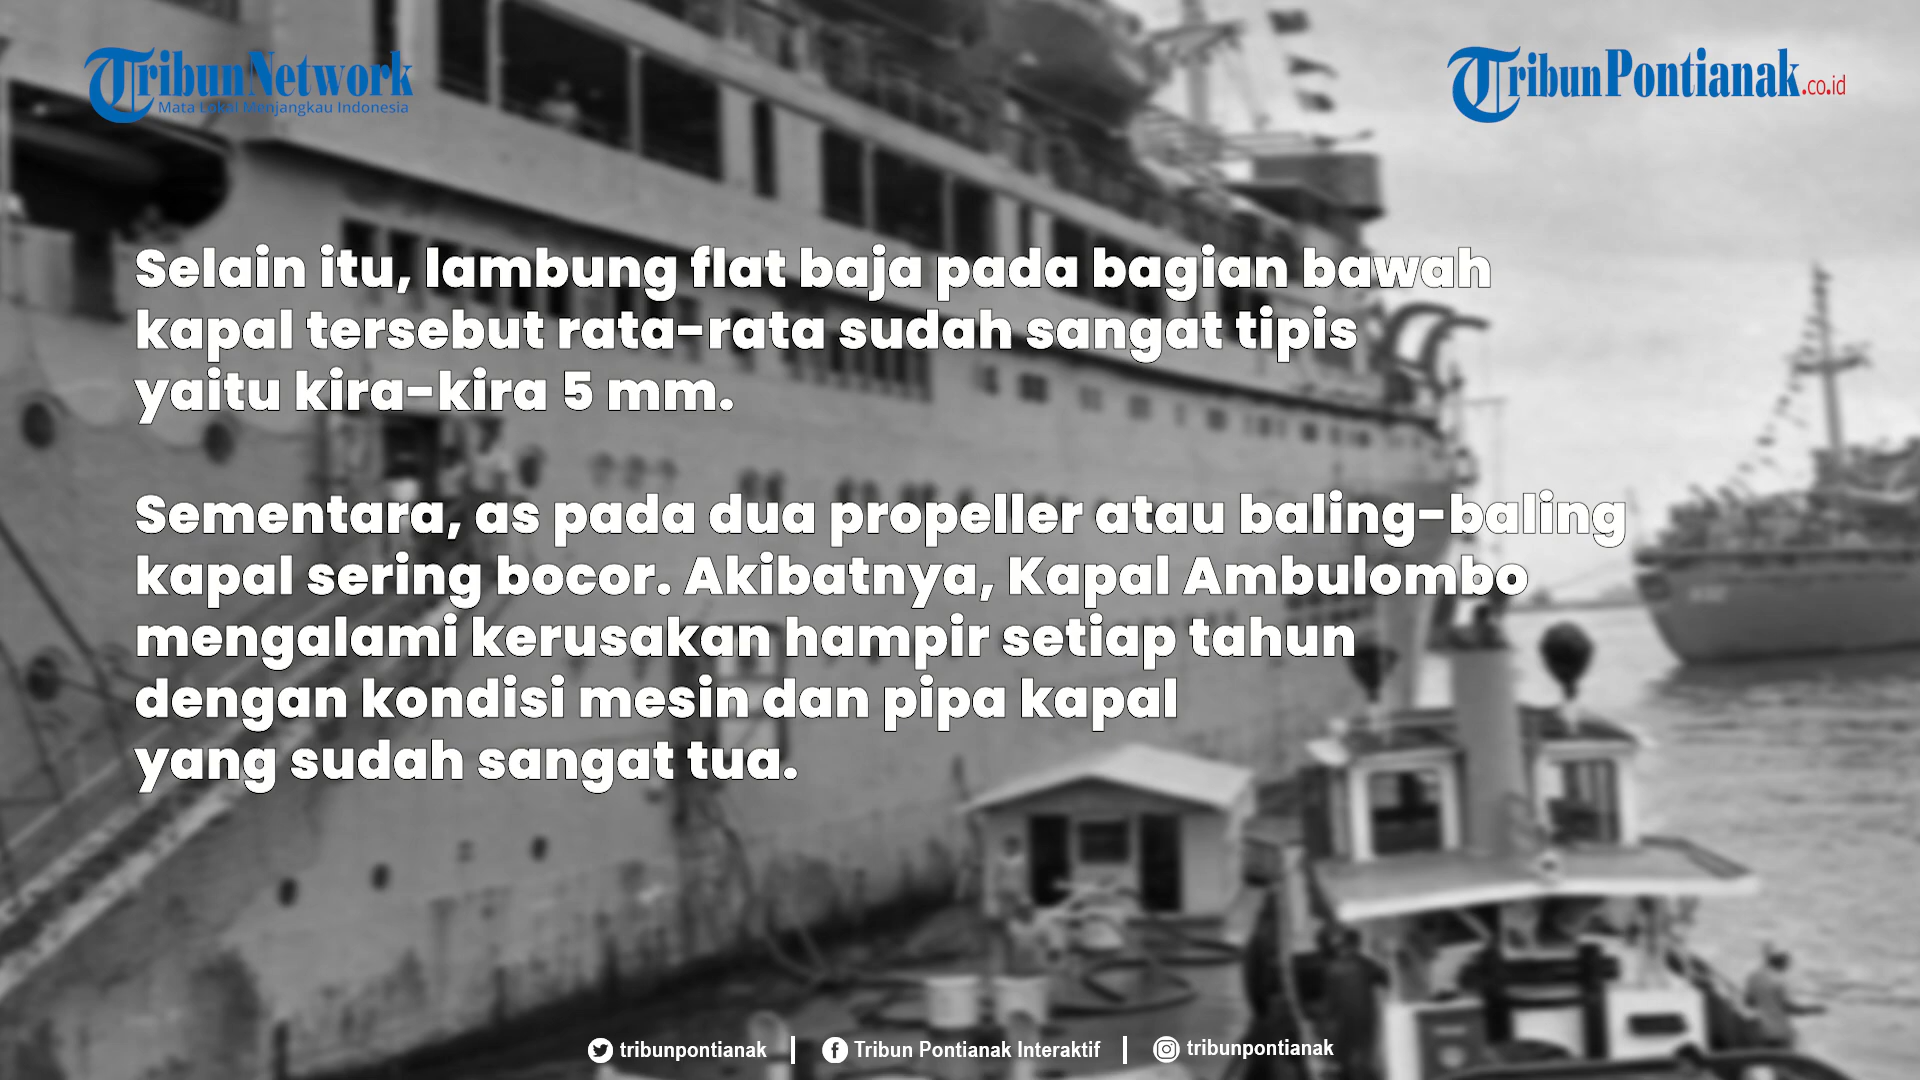 Tribun Network
Mata Lokal Menjangkau Indonesia
TribunPontianak.co.id
Selain itu, lambung flat baja pada bagian bawah
kapal tersebut rata-rata sudah sangat tipis
yaitu kira-kira 5 mm.
Sementara, as pada dua propeller atau baling-baling
kapal sering bocor. Akibatnya, Kapal Ambulombo
mengalami kerusakan hampir setiap tahun
dengan kondisi mesin dan pipa kapal
yang sudah sangat tua.
tribunpontianak | Tribun Pontianak Interaktif | tribunpontianak